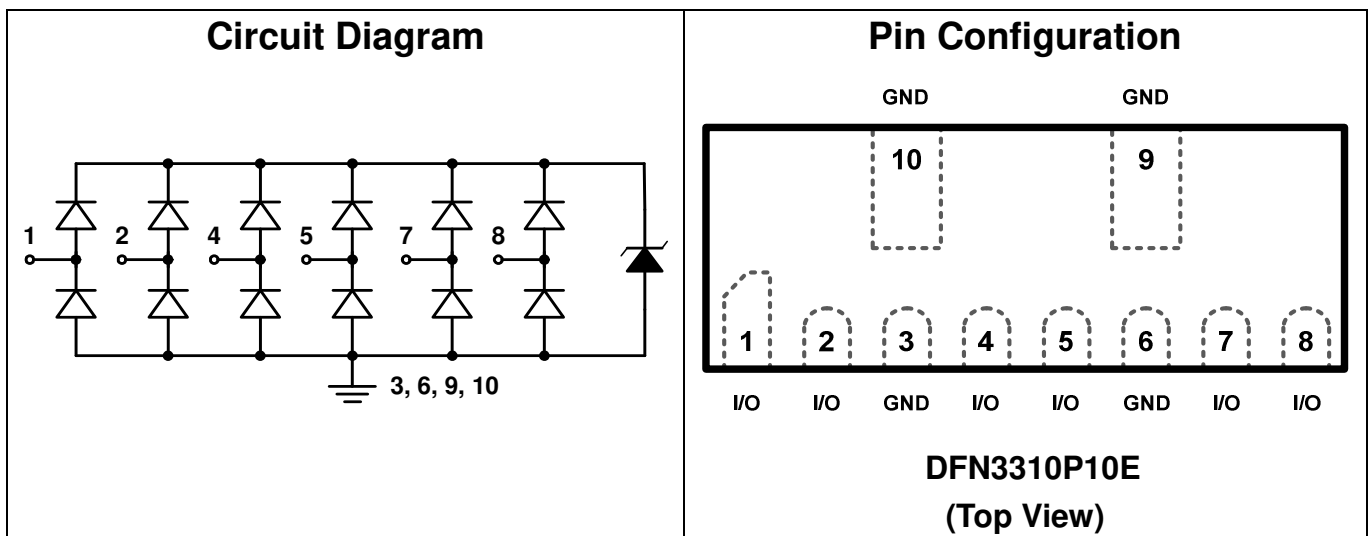 Circuit Diagram
1 2 4 5 7 8
3, 6, 9, 10
Pin Configuration
GND GND
10 9
1 2 3 4 5 6 7 8
I/O I/O GND I/O I/O GND I/O I/O
DFN3310P10E
(Top View)